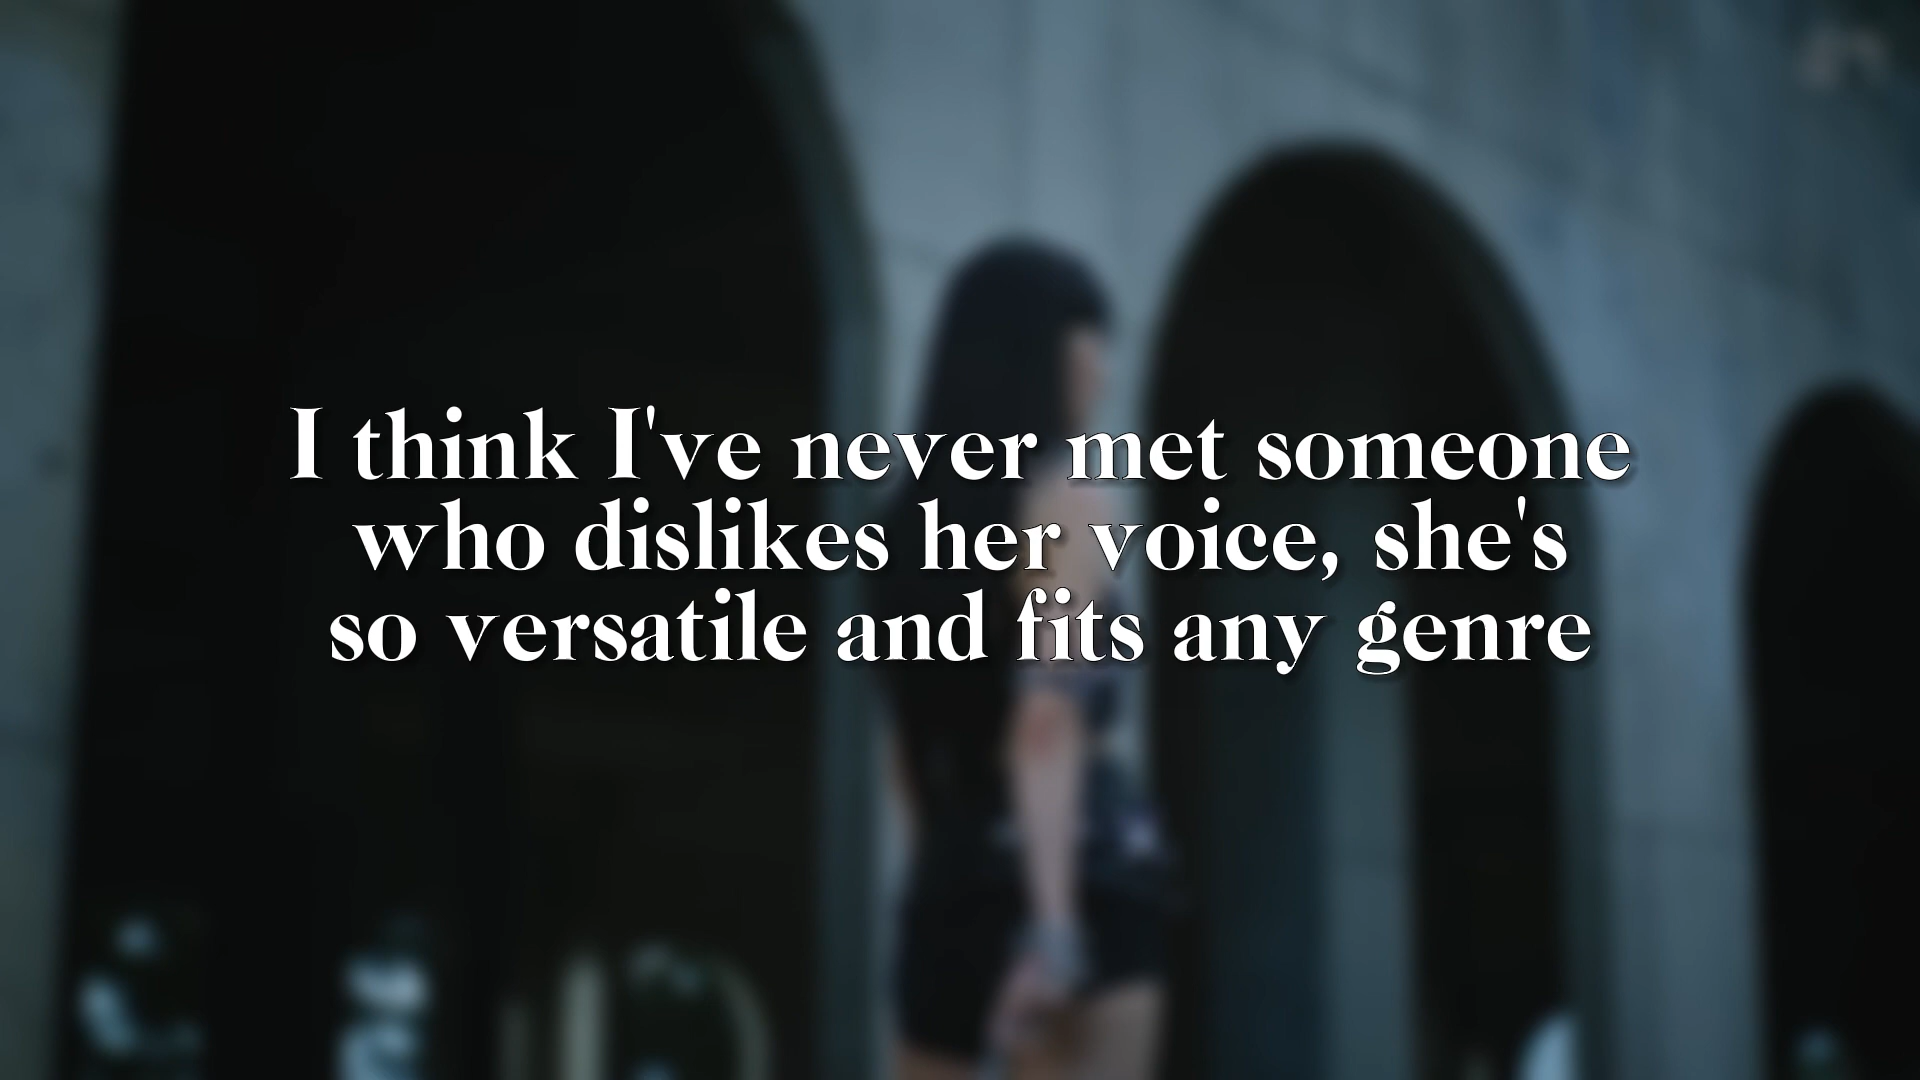 I think I've never met someone
who dislikes her voice, she's
so versatile and fits any genre